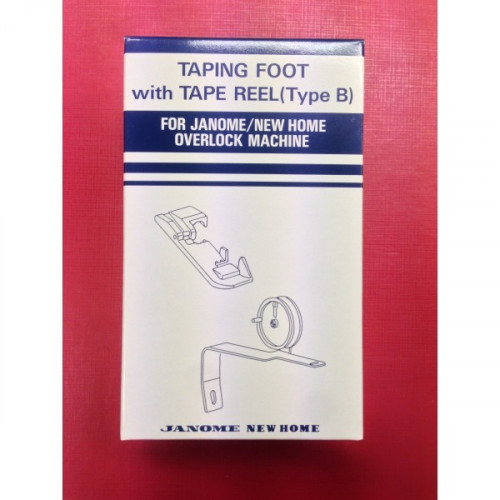 TAPING FOOT
with TAPE REEL(Type B)
FOR JANOME/NEW HOME
OVERLOCK MACHINE
JANOME NEW HOME